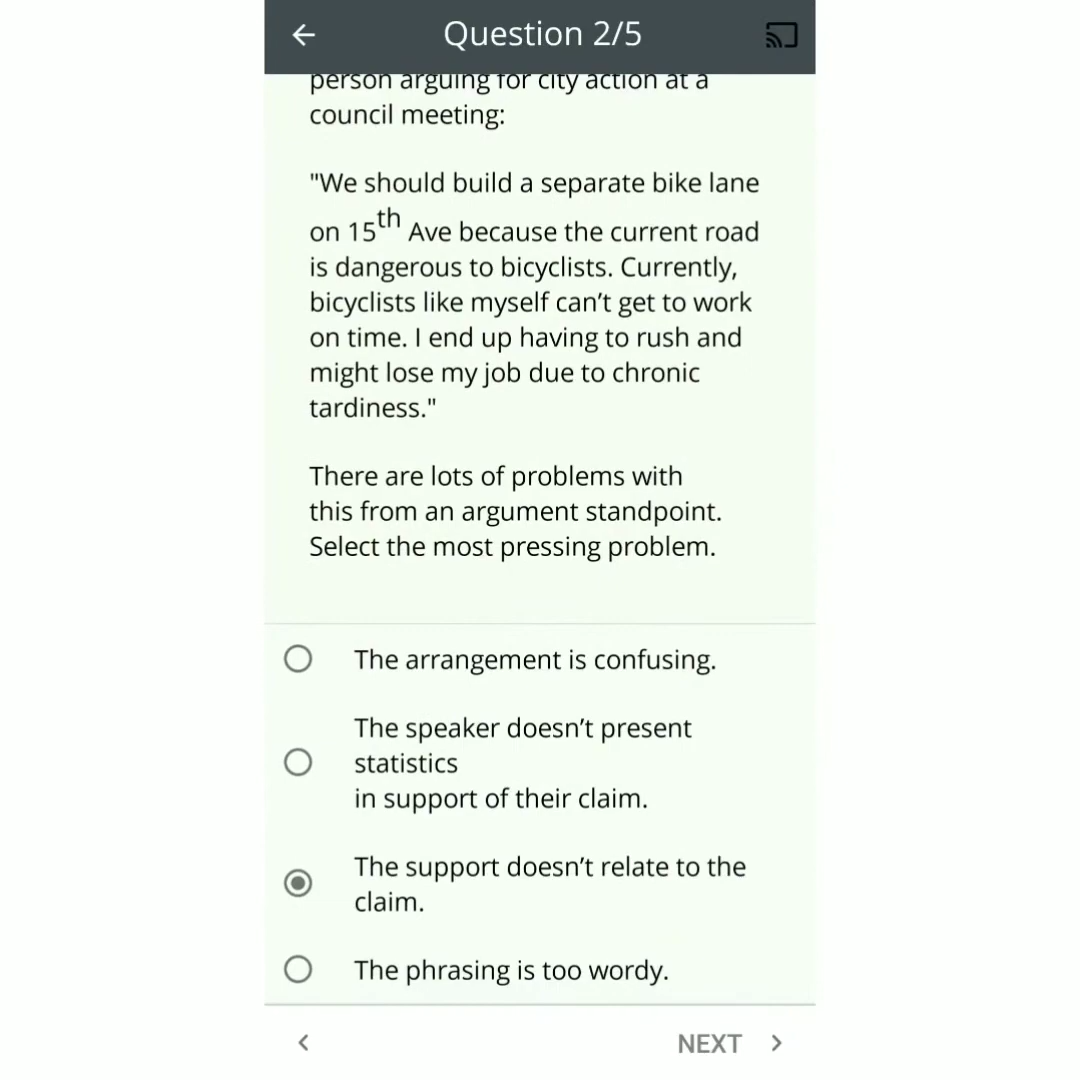 Question 2/5
person arguing for city action at a
council meeting:
"We should build a separate bike lane
on 15th Ave because the current road
is dangerous to bicyclists. Currently,
bicyclists like myself can’t get to work
on time. I end up having to rush and
might lose my job due to chronic
tardiness."
There are lots of problems with
this from an argument standpoint.
Select the most pressing problem.
The arrangement is confusing.
The speaker doesn’t present
statistics
in support of their claim.
The support doesn’t relate to the
claim.
The phrasing is too wordy.
NEXT